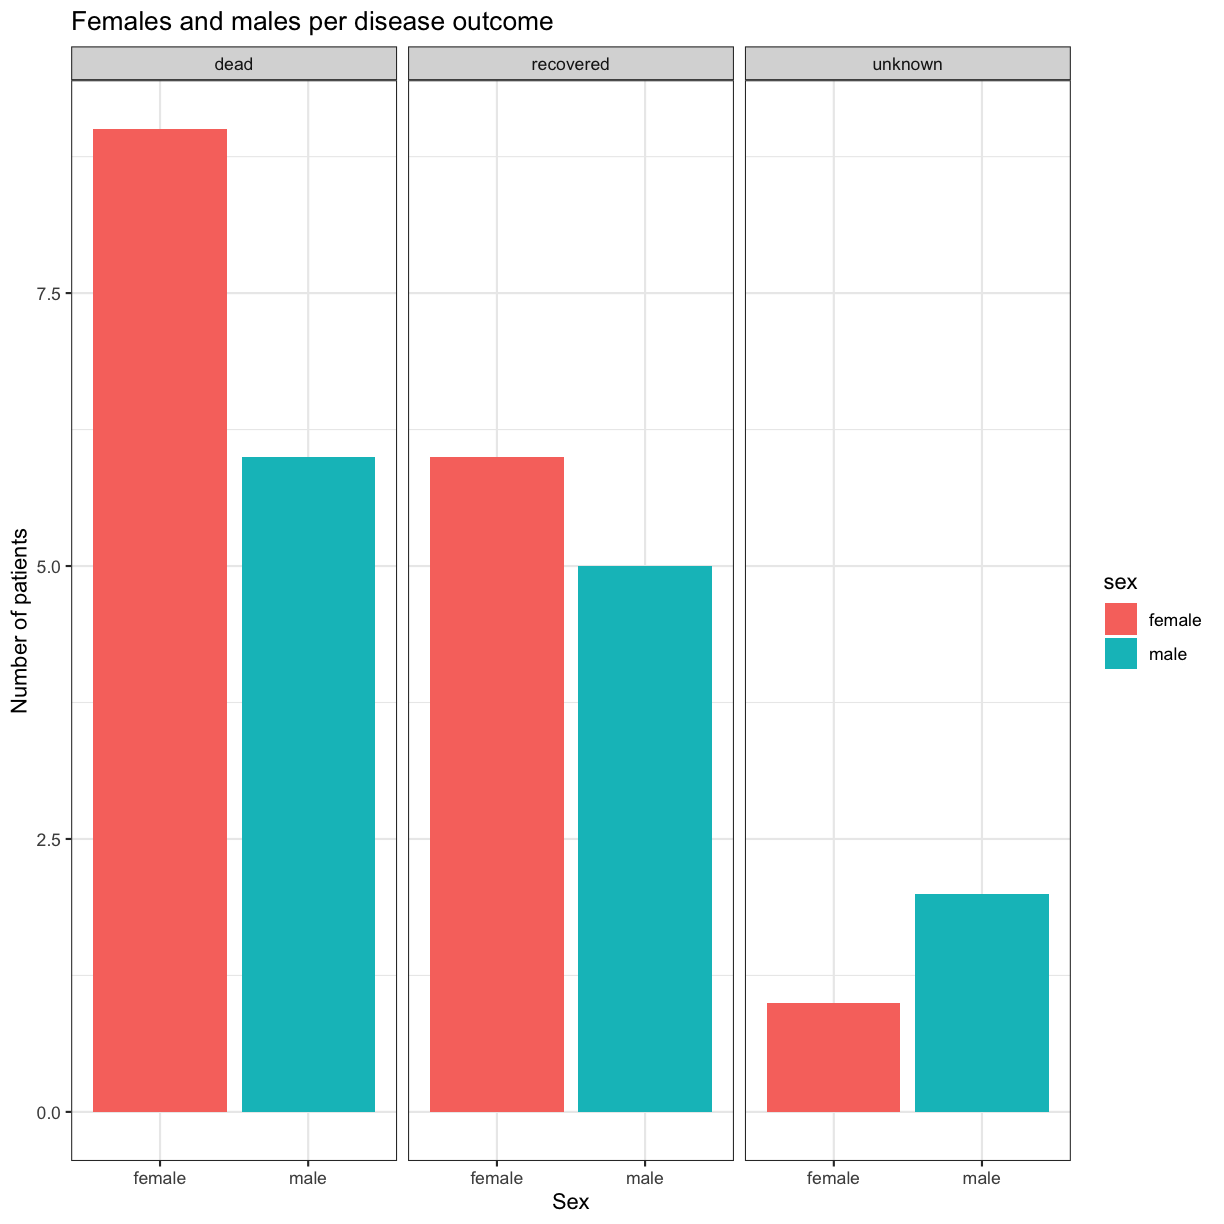 Females and males per disease outcome
dead
recovered
unknown
7.5
5.0
2.5
0.0
Number of patients
female
male
female
male
female
male
Sex
sex
female
male